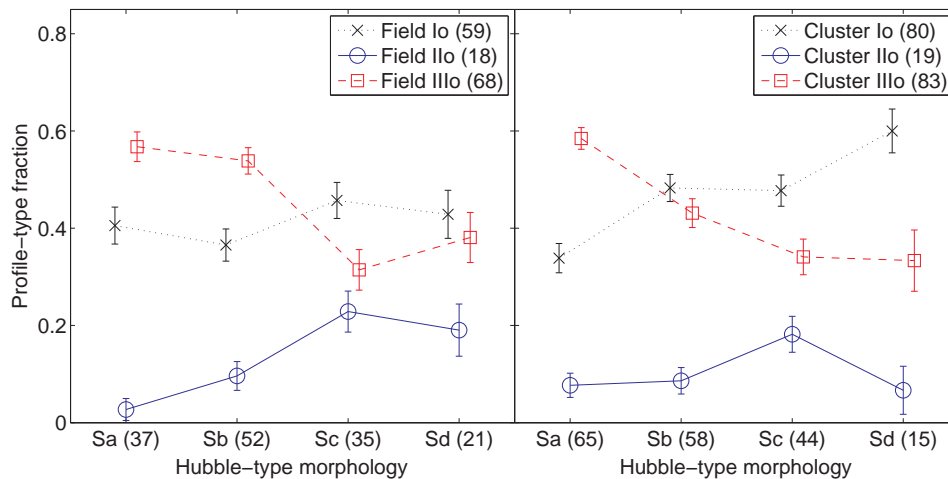 Field Io (59)
Field IIo (18)
Field IIIo (68)
Cluster Io (80)
Cluster IIo (19)
Cluster IIIo (83)
Profile−type fraction
0.8
0.6
0.4
0.2
0
Sa (37) Sb (52) Sc (35) Sd (21)
Sa (65) Sb (58) Sc (44) Sd (15)
Hubble−type morphology
Hubble−type morphology